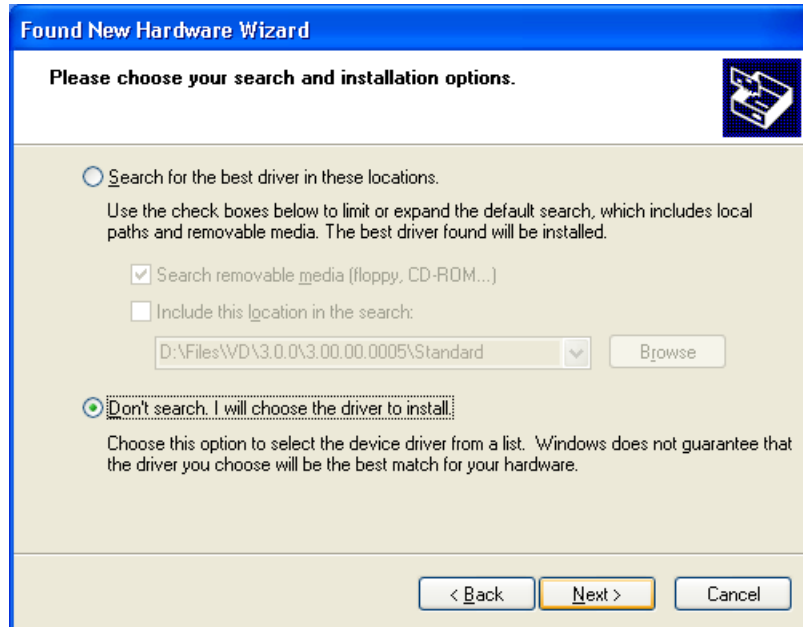 Found New Hardware Wizard
Please choose your search and installation options.
Search for the best driver in these locations.
Use the check boxes below to limit or expand the default search, which includes local
paths and removable media. The best driver found will be installed.
Search removable media (floppy, CD-ROM...)
Include this location in the search:
D:\Files\VD\3.0.0\3.00.00.0005\Standard
Browse
Don't search. I will choose the driver to install.
Choose this option to select the device driver from a list.  Windows does not guarantee that
the driver you choose will be the best match for your hardware.
< Back
Next >
Cancel